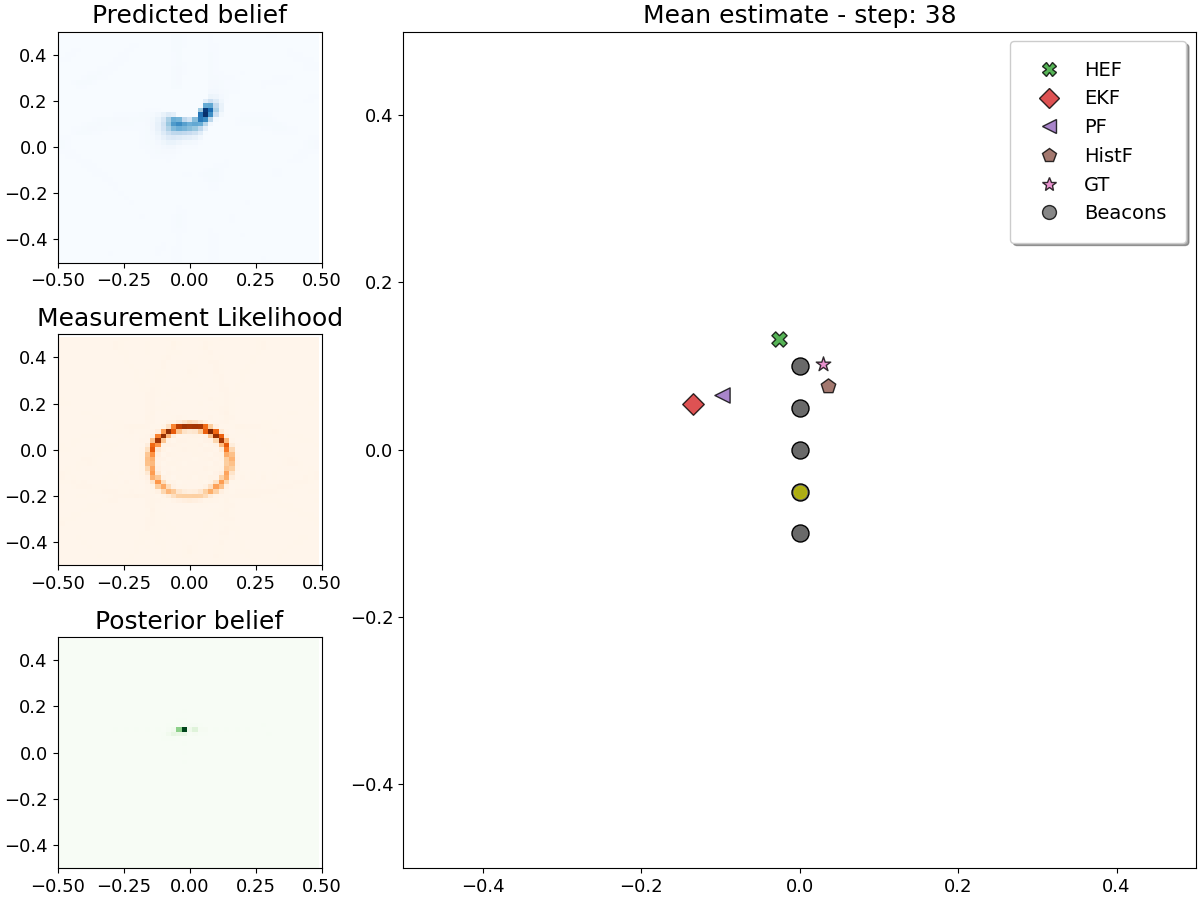 Predicted belief
0.4
0.2
0.0
−0.2
−0.4
−0.50 −0.25 0.00 0.25 0.50
Measurement Likelihood
0.4
0.2
0.0
−0.2
−0.4
−0.50 −0.25 0.00 0.25 0.50
Posterior belief
0.4
0.2
0.0
−0.2
−0.4
−0.50 −0.25 0.00 0.25 0.50
Mean estimate - step: 38
0.4
0.2
0.0
−0.2
−0.4
−0.4 −0.2 0.0 0.2 0.4
HEF
EKF
PF
HistF
GT
Beacons